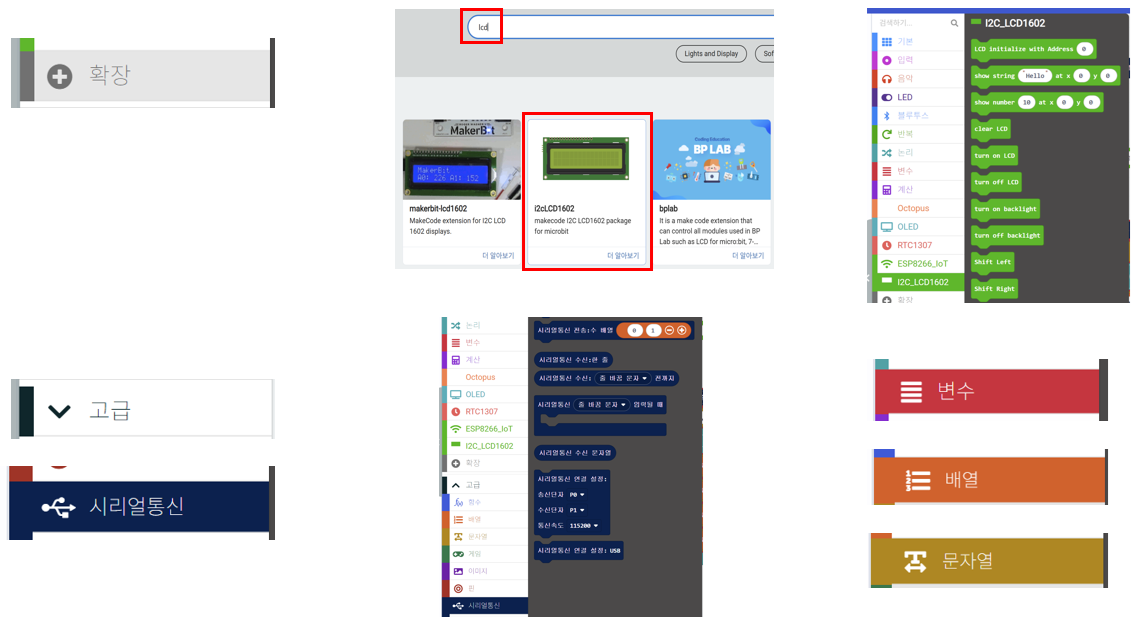 확장
lcd
Lights and Display
Sof
MakerBit
MakerBit
A0: 226 A1: 152
makerbit-lcd1602
MakeCode extension for I2C LCD
1602 displays.
더 알아보기
i2cLCD1602
makecode I2C LCD1602 package
for microbit
더 알아보기
Coding Education
BP LAB
bplab
It is a make code extension that
can control all modules used in BP
Lab such as LCD for micro:bit, 7-...
더 알아보기
검색하기...
기본
입력
음악
LED
블루투스
반복
논리
변수
계산
Octopus
OLED
RTC1307
ESP8266_IoT
I2C_LCD1602
확장
I2C_LCD1602
LCD initialize with Address 0
show string "Hello" at x 0 y 0
show number 10 at x 0 y 0
clear LCD
turn on LCD
turn off LCD
turn on backlight
turn off backlight
Shift Left
Shift Right
고급
시리얼통신
논리
변수
계산
Octopus
OLED
RTC1307
ESP8266_IoT
I2C_LCD1602
확장
고급
함수
배열
문자열
게임
이미지
핀
시리얼통신
시리얼통신 전송:수 배열 0 1
시리얼통신 수신:한 줄
시리얼통신 수신: 줄 바꿈 문자 전까지
시리얼통신 줄 바꿈 문자 입력될 때
시리얼통신 수신 문자열
시리얼통신 연결 설정:
송신단자 P0
수신단자 P1
통신속도 115200
시리얼통신 연결 설정: USB
변수
배열
문자열